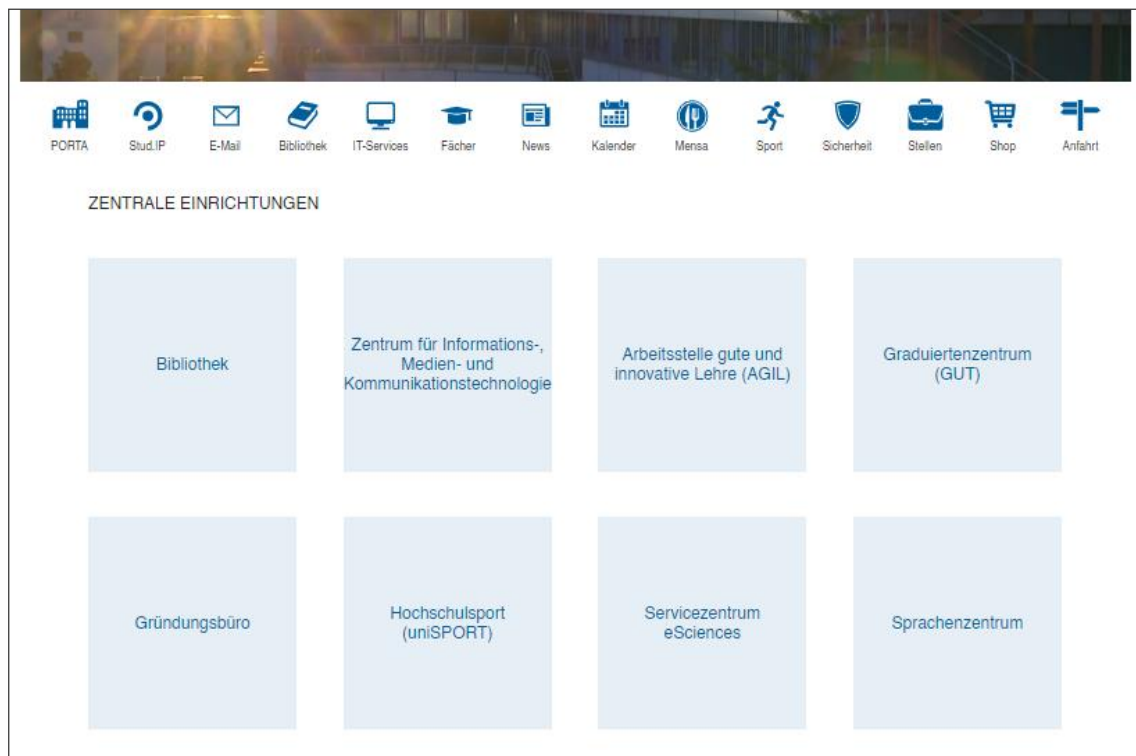 PORTA Stud.IP E-Mail Bibliothek IT-Services Fächer News Kalender Mensa Sport Sicherheit Stellen Shop Anfahrt
ZENTRALE EINRICHTUNGEN
Bibliothek
Zentrum für Informations-,
Medien- und
Kommunikationstechnologie
Arbeitsstelle gute und
innovative Lehre (AGIL)
Graduiertenzentrum
(GUT)
Gründungsbüro
Hochschulsport
(uniSPORT)
Servicezentrum
eSciences
Sprachenzentrum